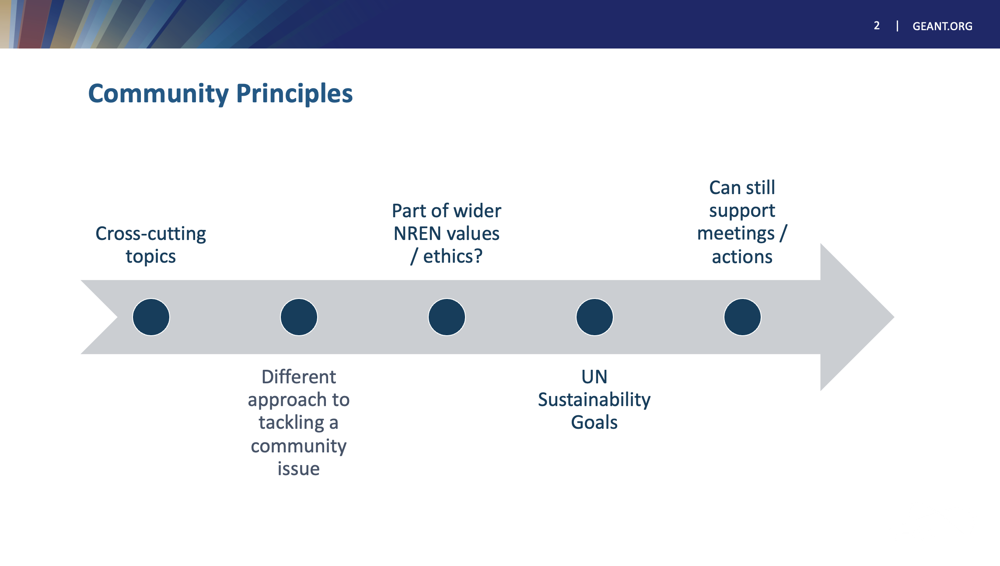 2 | GEANT.ORG
Community Principles
Cross-cutting
topics
Different
approach to
tackling a
community
issue
Part of wider
NREN values
/ ethics?
UN
Sustainability
Goals
Can still
support
meetings /
actions